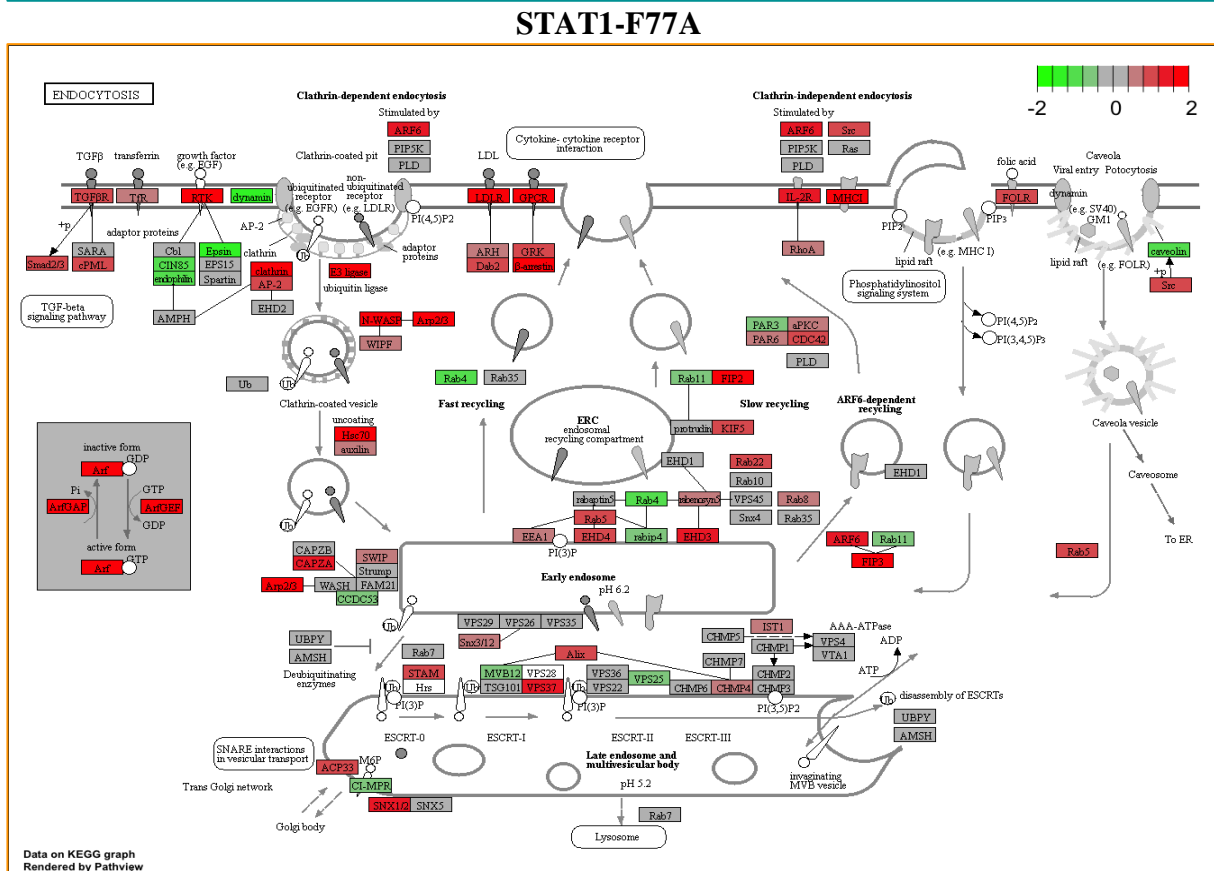 STAT1-F77A
ENDOCYTOSIS
Clathrin-dependent endocytosis
Stimulated by
ARF6
PIP5K
PLD
Clathrin-independent endocytosis
Stimulated by
ARF6 Src
PIP5K Ras
PLD
-2 0 2
Cytokine- cytokine receptor
interaction
TGFβ transferrin growth factor
(e.g. EGF)
Clathrin-coated pit
LDL
folic acid
Caveola
Viral entry Potocytosis
TGFBR TfR RTK dynamin
ubiquitinated
receptor
(e.g. EGFR)
non-
ubiquitinated
receptor
(e.g. LDLR)
LDLR GPCR
IL-2R MHCI
FOLR
dynamin
(e.g. SV40)
GM1
PI(4,5)P2
PIP2
PIP3
+p
SARA
Smad2/3 cPML
adaptor proteins
Cbl Epsin
CIN85 EPS15
endophilin Spartin
AMPH
AP-2
clathrin
clathrin
AP-2
EHD2
Ub
adaptor
proteins
E3 ligase
ubiquitin ligase
ARH GRK
Dab2
RhoA
lipid raft
(e.g. MHC I)
lipid raft
(e.g. FOLR)
caveolin
+p
Src
TGF-beta
signaling pathway
Phosphatidylinositol
signaling system
N-WASP Arp2/3
WIPF
PI(4,5)P2
PI(3,4,5)P3
PAR3 aPKC
PAR6 CDC42
PLD
Ub
Ub
Clathrin-coated vesicle
Rab4 Rab35
Fast recycling
Rab11 FIP2
Slow recycling
ARF6-dependent
recycling
uncoating
Hsc70
auxilin
ERC
endosomal
recycling compartment
protrudin KIF5
Caveola vesicle
inactive form
Arf
GDP
Pi
GTP
ArfGAP ArfGEF
GDP
active form
Arf
GTP
Ub
EHD1
Rab22
Rab10
EHD1
Caveosome
To ER
rabaptin5 Rab4 rabenosyn5 VPS45 Rab8
Rab5
Snx4 Rab35
EEA1 EHD4 rabip4 EHD3
PI(3)P
ARF6 Rab11
FIP3
Rab5
CAPZB
CAPZA
SWIP
Strump
Arp2/3 WASH FAM21
CCDC53
Early endosome
pH 6.2
Ub
VPS29 VPS26 VPS35
Snx3/12
UBPY
AMSH
Deubiquitinating
enzymes
Rab7
Alix
CHMP5
IST1
AAA-ATPase
VPS4
VTA1
ADP
ATP
CHMP1
CHMP7
STAM
Hrs
MVB12 VPS28
TSG101 VPS37
VPS36
VPS22
VPS25
CHMP6 CHMP4
CHMP2
CHMP3
Ub
Ub
Ub
PI(3)P
PI(3)P
PI(3,5)P2
Ub
disassembly of ESCRTs
UBPY
AMSH
ESCRT-0 ESCRT-I ESCRT-II ESCRT-III
SNARE interactions
in vesicular transport
ACP33
M6P
CI-MPR
Late endosome and
multivesicular body
pH 5.2
invaginating
MVB vesicle
Trans Golgi network
SNX1/2 SNX5
Golgi body
Rab7
Lysosome
Data on KEGG graph
Rendered by Pathview